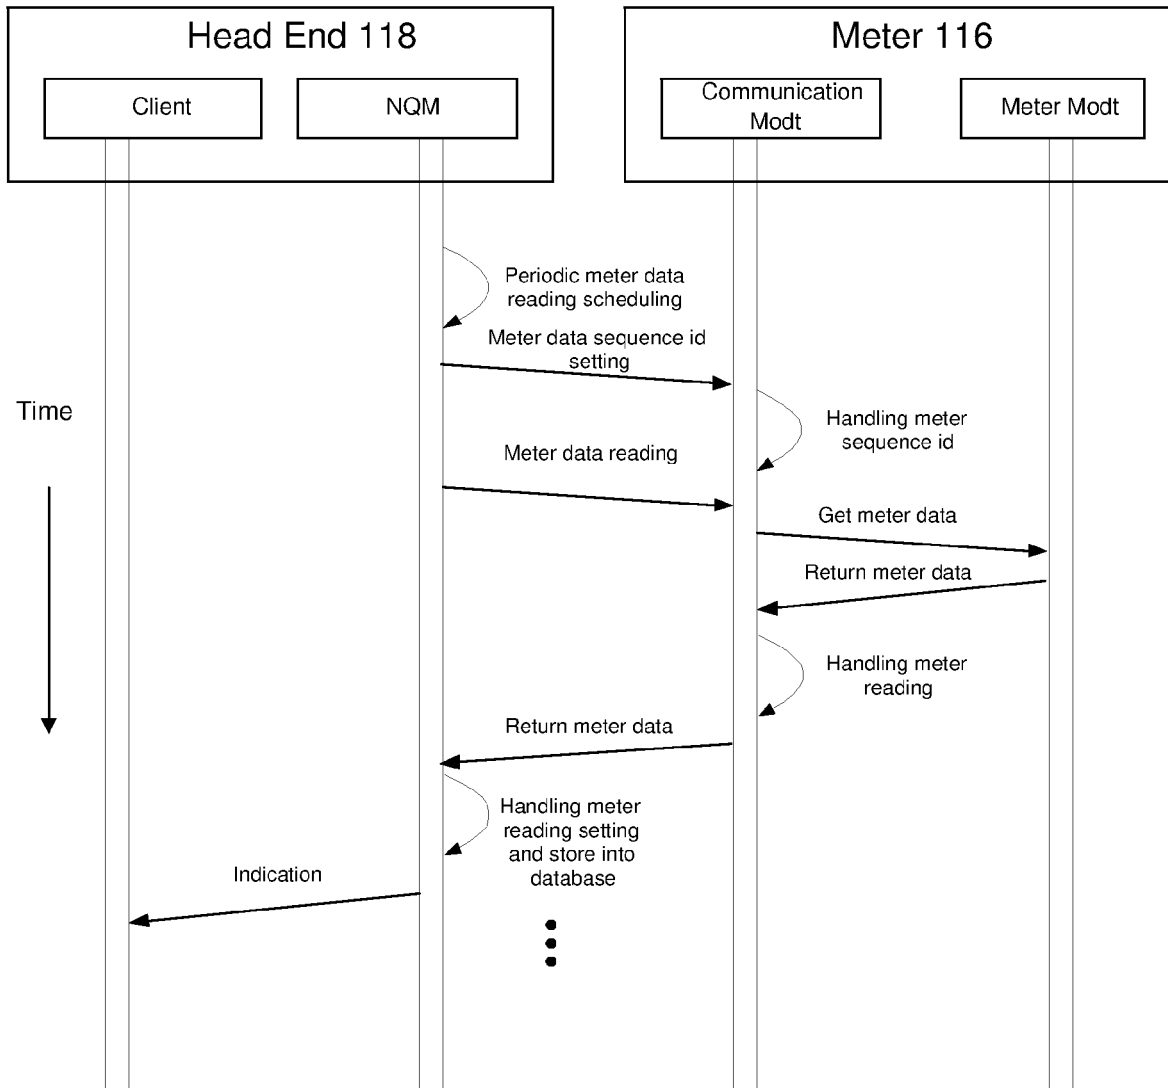 Head End 118
Meter 116
Client
NQM
Communication
Modt
Meter Modt
Periodic meter data
reading scheduling
Meter data sequence id
setting
Time
Handling meter
sequence id
Meter data reading
Get meter data
Return meter data
Handling meter
reading
Return meter data
Handling meter
reading setting
and store into
database
Indication